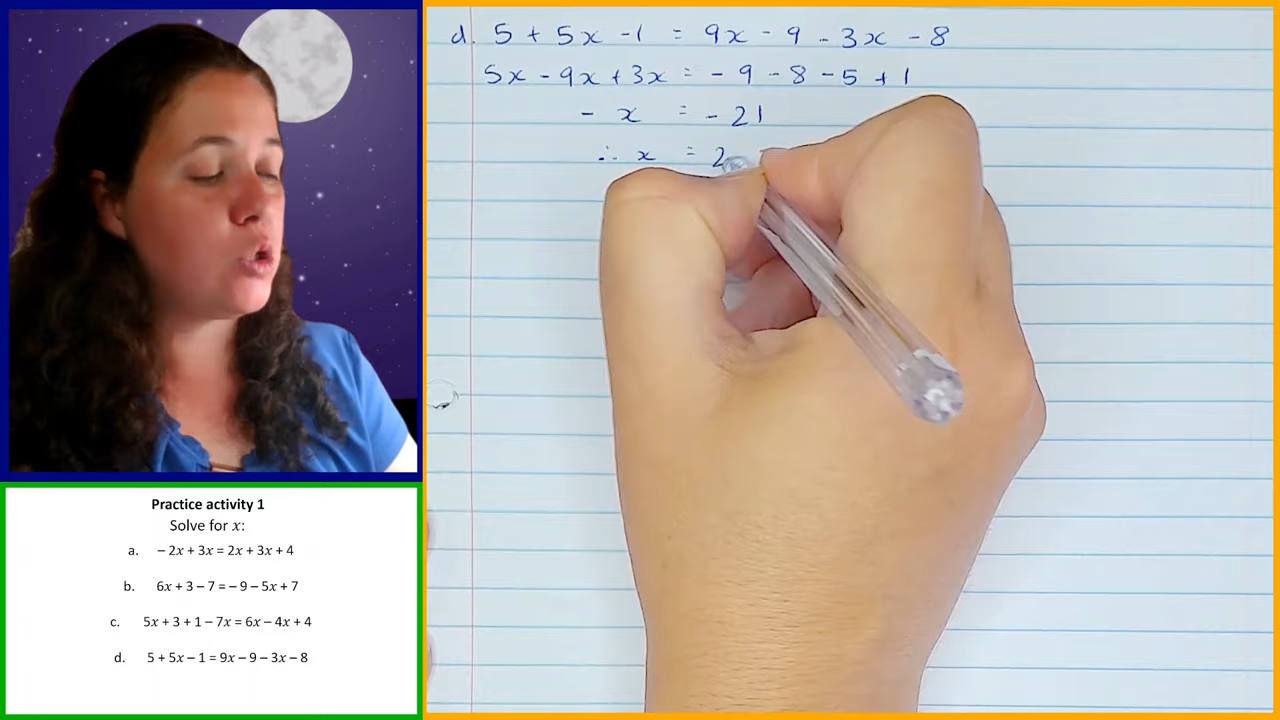 d. 5 + 5x - 1 = 9x - 9 - 3x - 8
5x - 9x + 3x = - 9 - 8 - 5 + 1
- x = - 21
∴ x = 2
Practice activity 1
Solve for x:
a. – 2x + 3x = 2x + 3x + 4
b. 6x + 3 – 7 = – 9 – 5x + 7
c. 5x + 3 + 1 – 7x = 6x – 4x + 4
d. 5 + 5x – 1 = 9x – 9 – 3x – 8